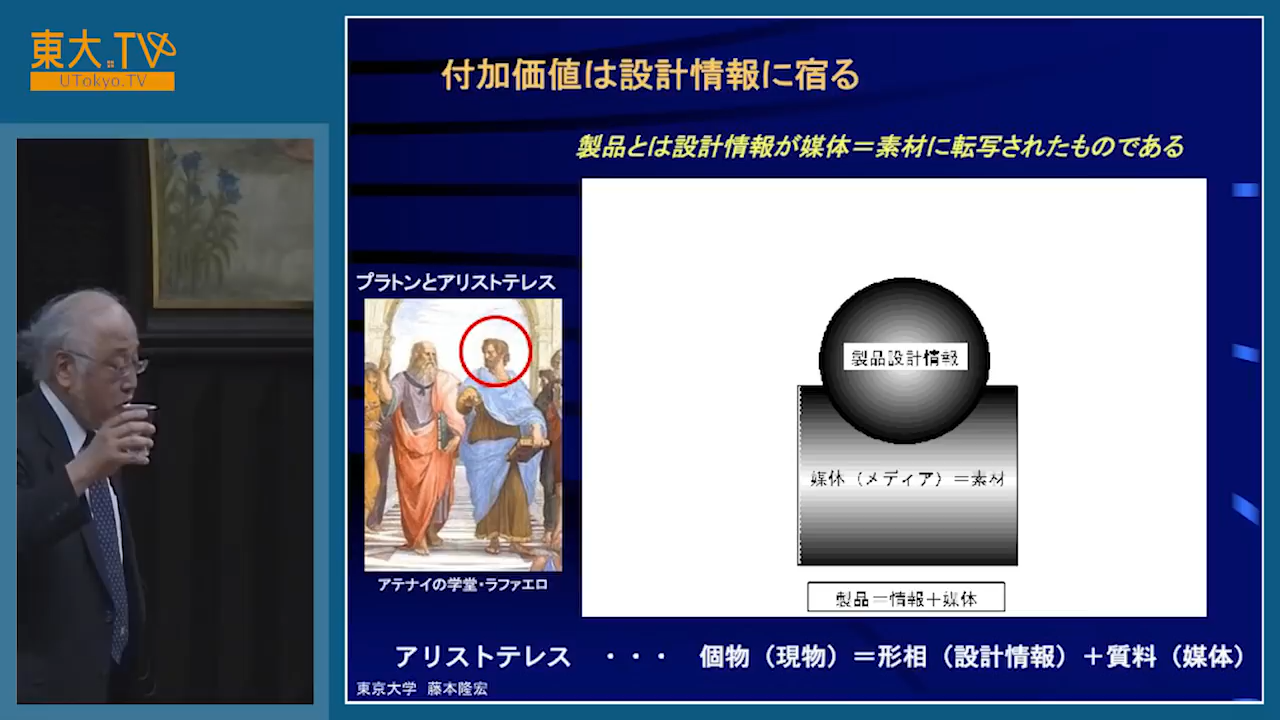 東大.TV
UTokyo.TV
付加価値は設計情報に宿る
製品とは設計情報が媒体＝素材に転写されたものである
プラトンとアリストテレス
アテナイの学堂・ラファエロ
製品設計情報
媒体（メディア）＝素材
製品＝情報＋媒体
アリストテレス ・・・ 個物（現物）＝形相（設計情報）＋質料（媒体）
東京大学 藤本隆宏